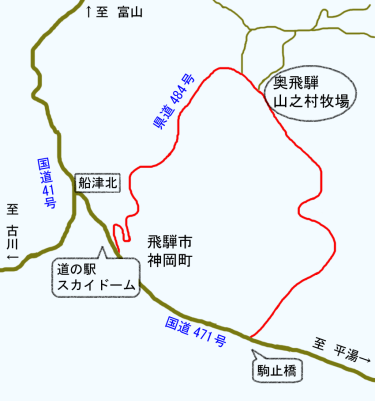 ↑至 富山
県道484号
奥飛騨
山之村牧場
国道41号
船津北
至 古川←
飛騨市
神岡町
道の駅
スカイドーム
国道471号
至 平湯→
駒止橋